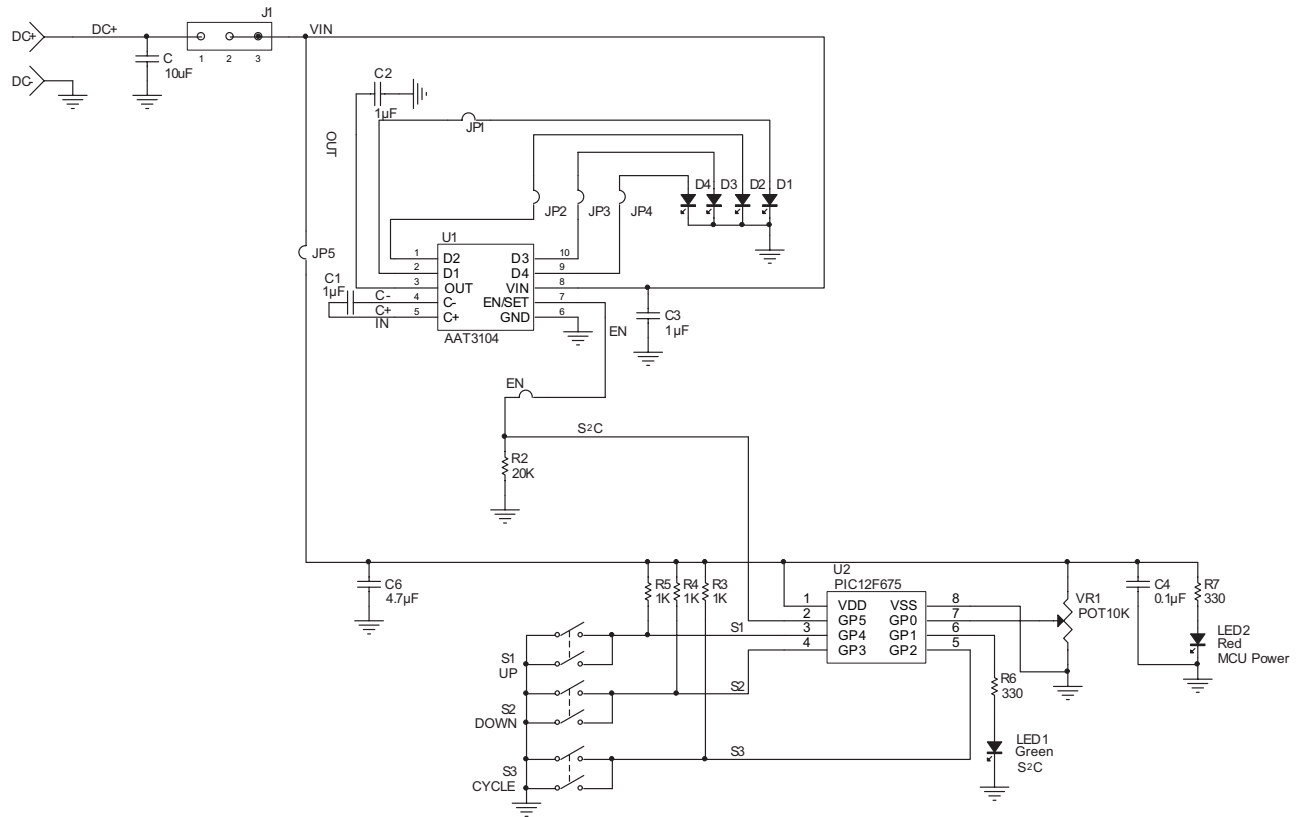 J1
DC+
DC+
VIN
1 2 3
C
10uF
DC-
C2
1µF
JP1
OUT
D4 D3 D2 D1
JP2 JP3 JP4
U1
JP5
1 D2 D3 10
2 D1 D4 9
3 OUT VIN 8
4 C- EN/SET 7
5 C+ GND 6
C1
1µF
C-
C+
IN
AAT3104
EN
C3
1µF
EN
S2C
R2
20K
C6
4.7µF
R5
1K
R4
1K
R3
1K
U2
PIC12F675
1 VDD VSS 8
2 GP5 GP0 7
3 GP4 GP1 6
4 GP3 GP2 5
VR1
POT10K
C4
0.1µF
R7
330
LED2
Red
MCU Power
S1
S1
UP
S2
S2
DOWN
S3
S3
CYCLE
R6
330
LED1
Green
S2C